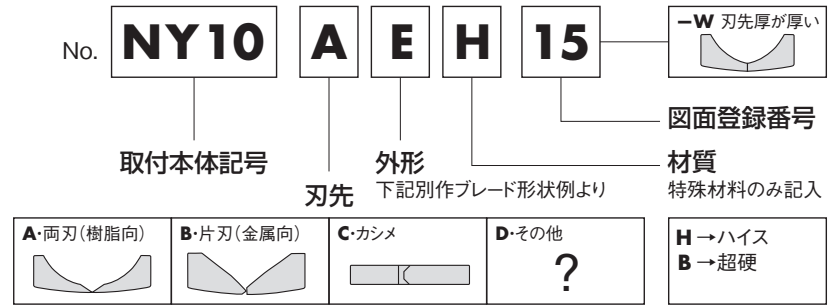 No. NY10 A E H 15
−W 刃先厚が厚い
図面登録番号
取付本体記号
刃先
外形
下記別作ブレード形状例より
材質
特殊材料のみ記入
A・両刃(樹脂向)
B・片刃(金属向)
C・カシメ
D・その他
?
H→ハイス
B→超硬